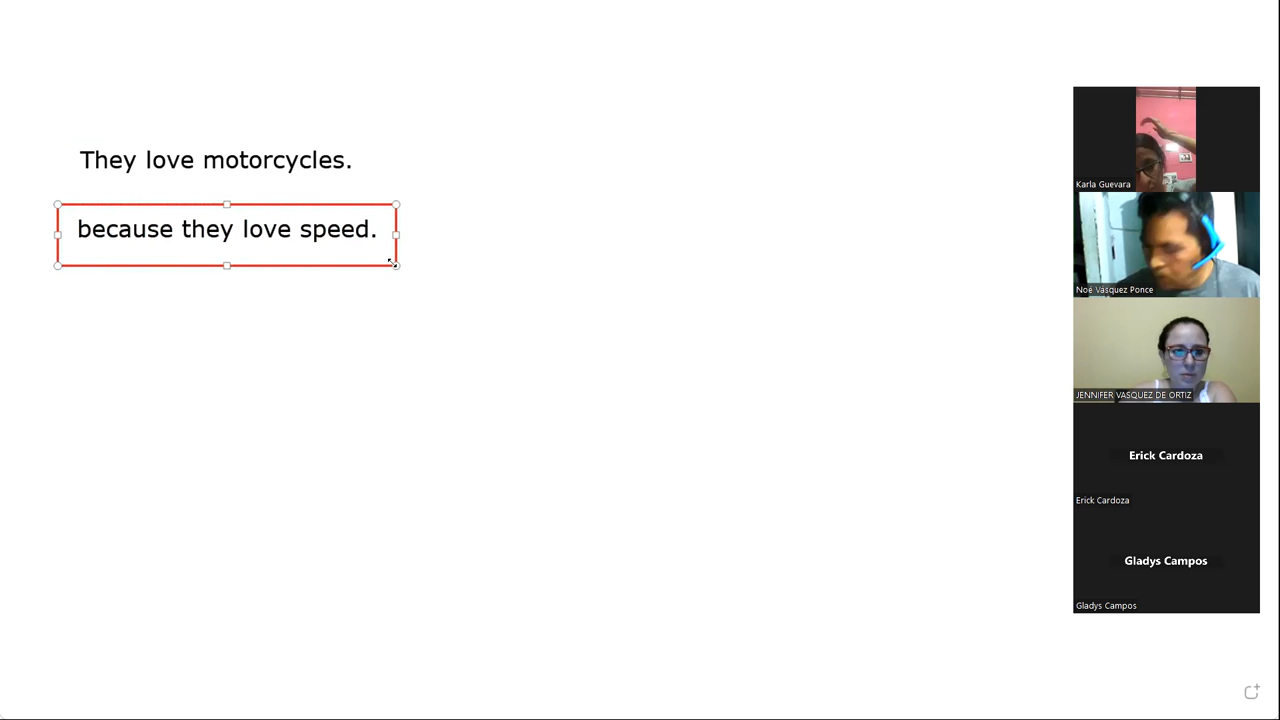 They love motorcycles.
because they love speed.
Karla Guevara
Noé Vásquez Ponce
JENNIFER VASQUEZ DE ORTIZ
Erick Cardoza
Erick Cardoza
Gladys Campos
Gladys Campos